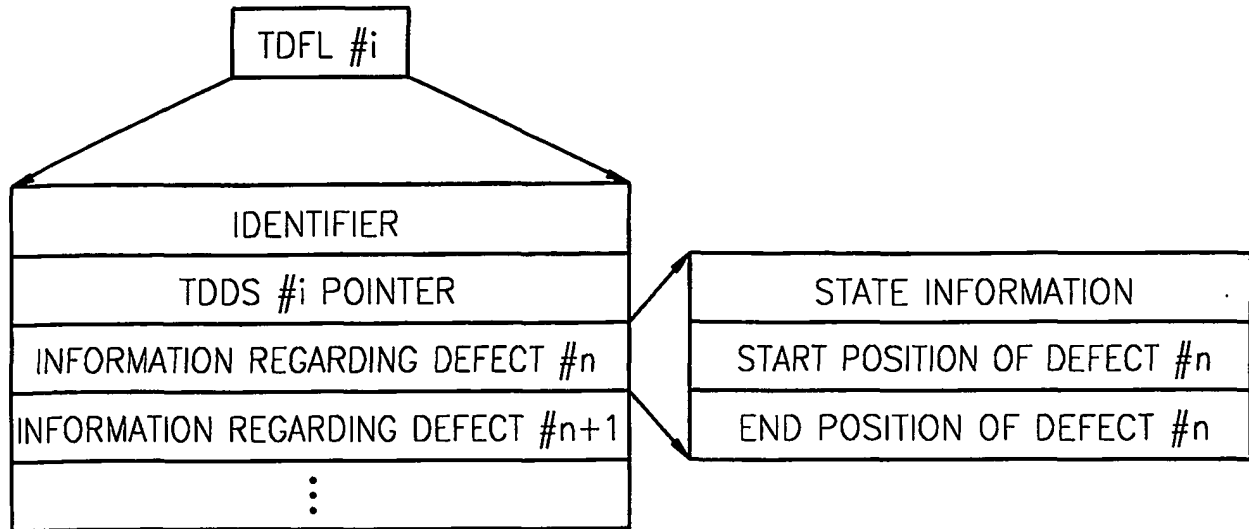 TDFL #i
IDENTIFIER
TDDS #i POINTER
INFORMATION REGARDING DEFECT #n
INFORMATION REGARDING DEFECT #n+1
⋮
STATE INFORMATION
START POSITION OF DEFECT #n
END POSITION OF DEFECT #n